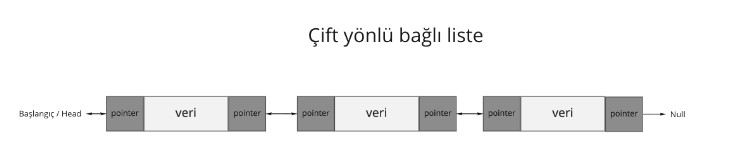 Çift yönlü bağlı liste
Başlangıç / Head pointer veri pointer pointer veri pointer pointer veri pointer Null